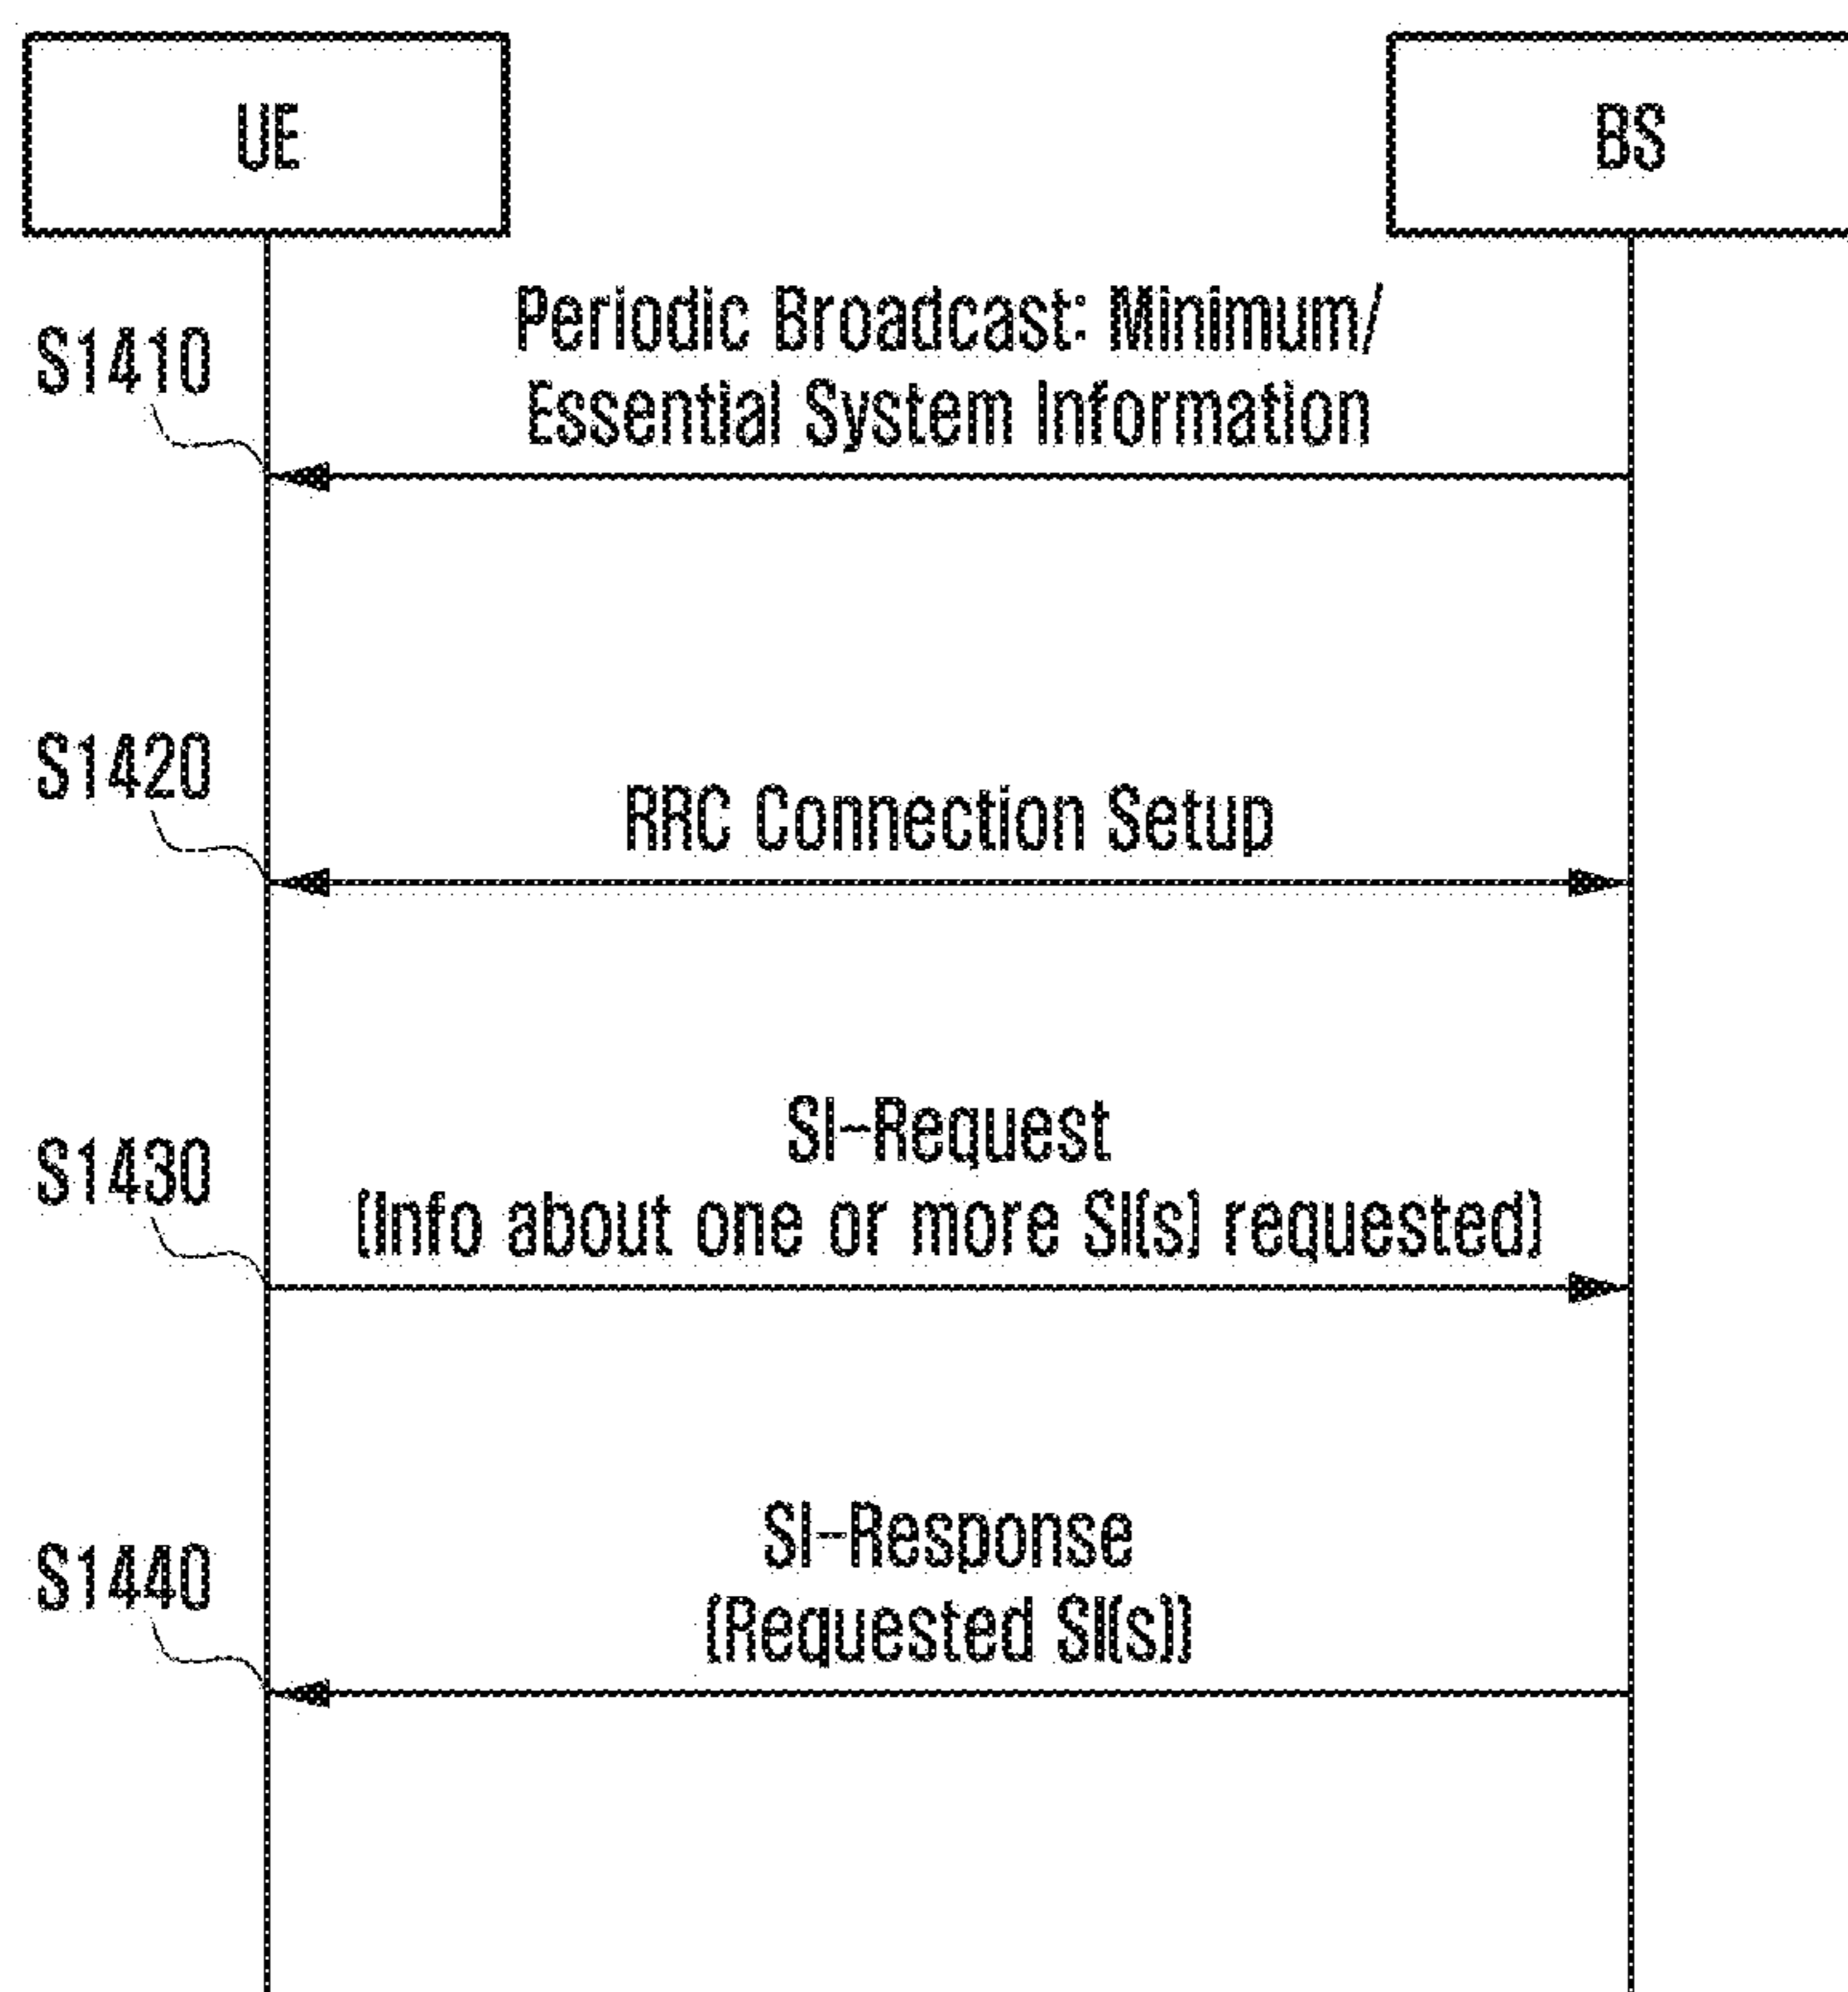 UE
BS
Periodic Broadcast: Minimum/
Essential System Information
S1410
S1420
RRC Connection Setup
SI-Request
S1430
(Info about one or more SI(s) requested)
SI-Response
S1440
(Requested SI(s))